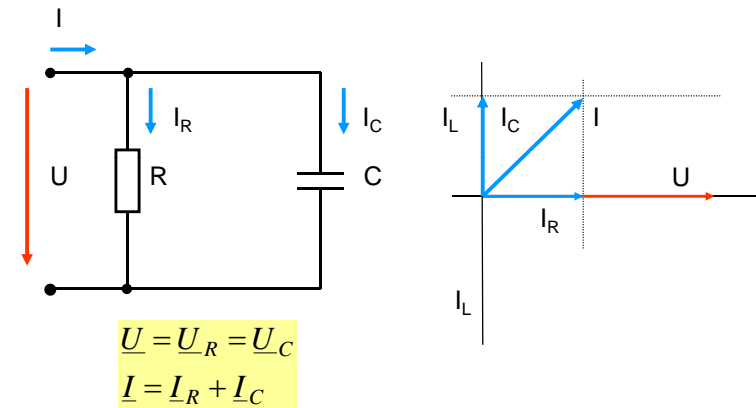 I
I_R
I_C
U
R
C
I_L
I_C
I
U
I_R
I_L
U = U_R = U_C
I = I_R + I_C